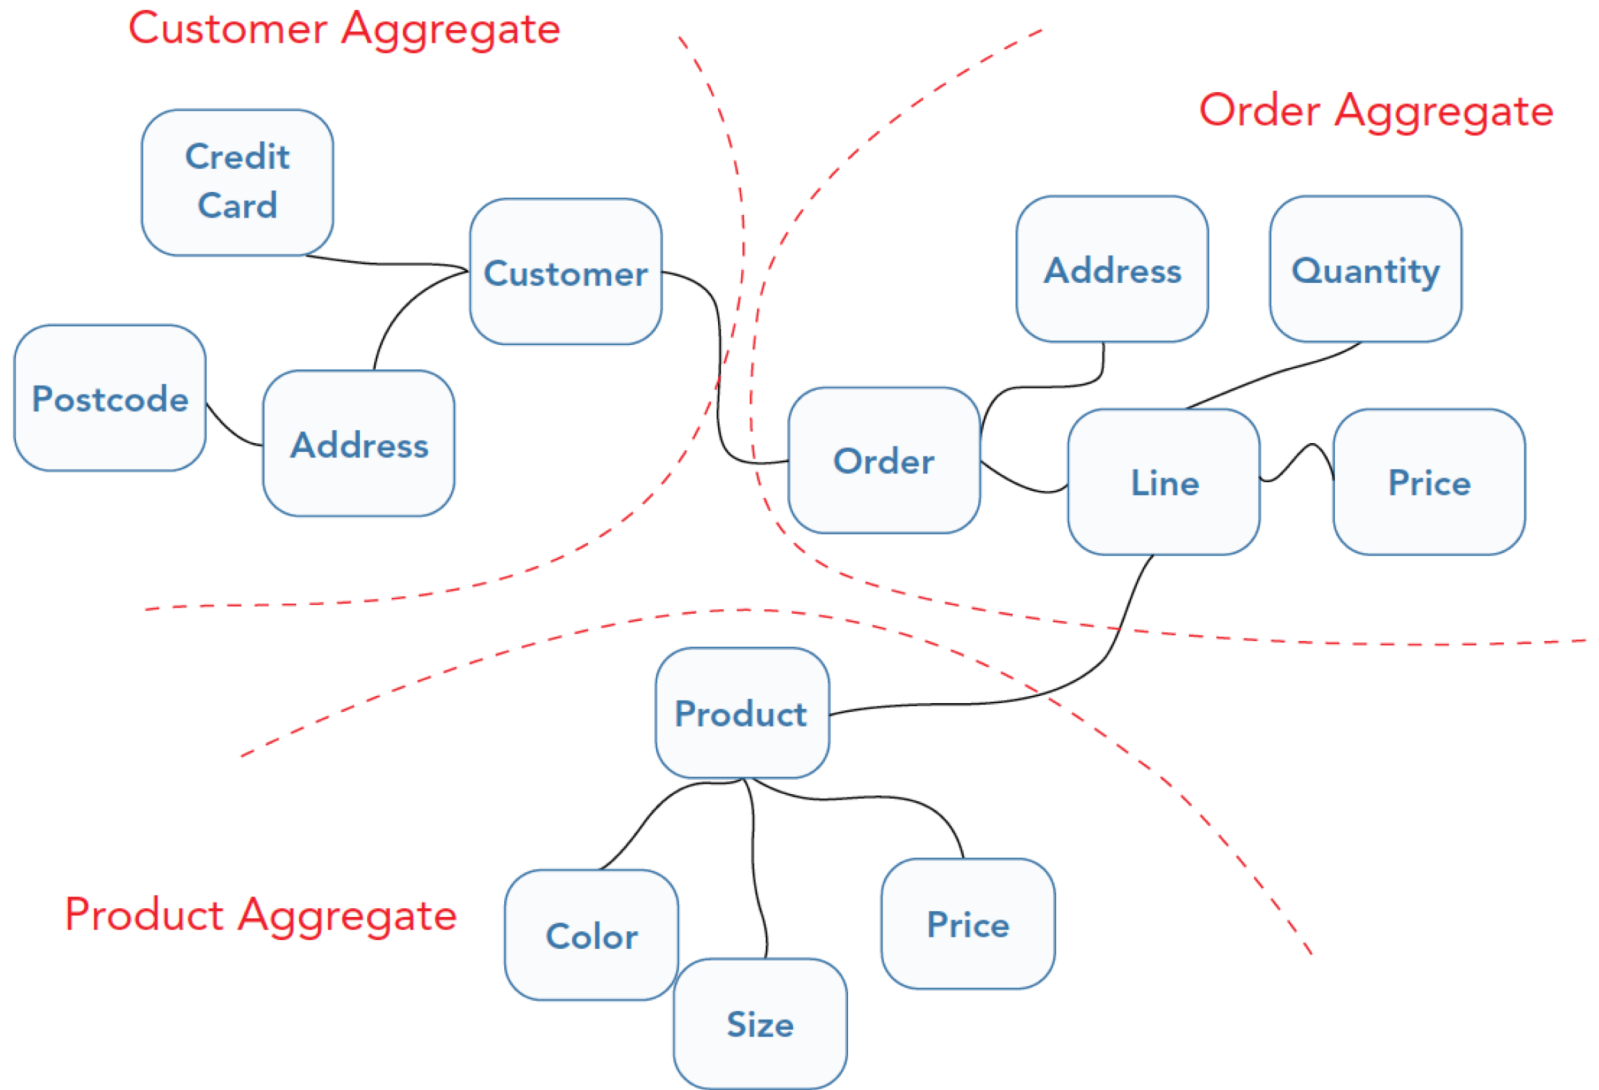 Customer Aggregate
Order Aggregate
Credit
Card
Customer
Address
Quantity
Postcode
Address
Order
Line
Price
Product
Product Aggregate
Color
Price
Size